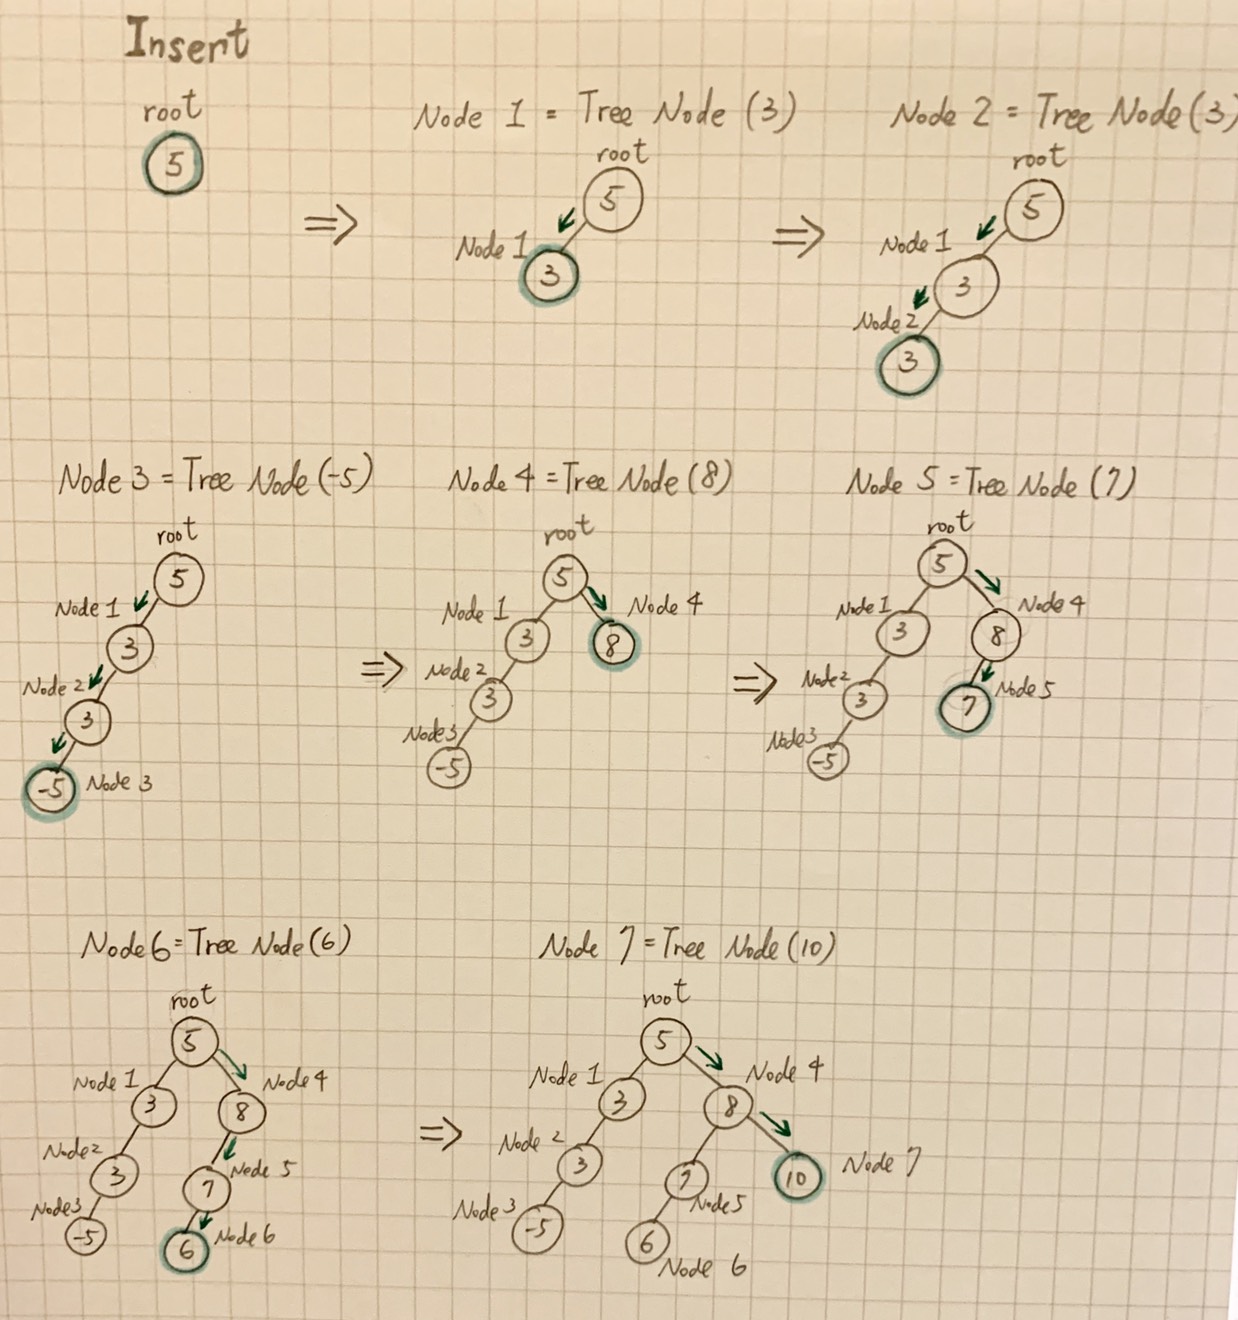 Insert
root
5
⇒
Node 1 = Tree Node (3)
root
5
Node 1
3
⇒
Node 2 = Tree Node (3)
root
5
Node 1
3
Node 2
3
Node 3 = Tree Node (-5)
root
5
Node 1
3
Node 2
3
-5 Node 3
⇒
Node 4 = Tree Node (8)
root
5
Node 1 Node 4
3 8
Node 2
3
Node 3
-5
⇒
Node 5 = Tree Node (7)
root
5
Node 1 Node 4
3 8
Node 2 Node 5
3 7
Node 3
-5
Node 6 = Tree Node (6)
root
5
Node 1 Node 4
3 8
Node 2 Node 5
3 7
Node 3 Node 6
-5 6
⇒
Node 7 = Tree Node (10)
root
5
Node 1 Node 4
3 8
Node 2 Node 7
3 7 10
Node 3 Node 5
-5 6
Node 6